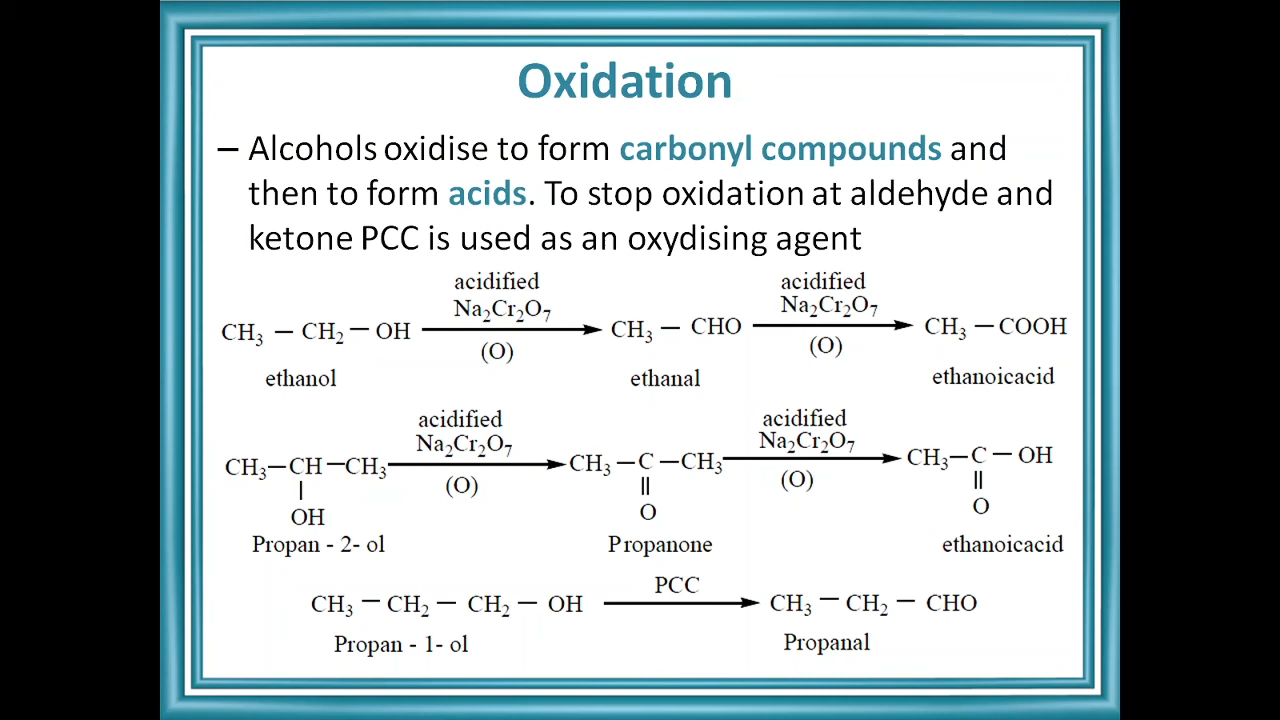 Oxidation
– Alcohols oxidise to form carbonyl compounds and
then to form acids. To stop oxidation at aldehyde and
ketone PCC is used as an oxydising agent
acidified acidified
Na₂Cr₂O₇ Na₂Cr₂O₇
CH₃ – CH₂ – OH → CH₃ – CHO → CH₃ – COOH
(O) (O)
ethanol ethanal ethanoicacid
acidified acidified
Na₂Cr₂O₇ Na₂Cr₂O₇
CH₃–CH–CH₃ → CH₃–C–CH₃ → CH₃–C–OH
(O) (O)
| || ||
OH O O
Propan - 2- ol Propanone ethanoicacid
PCC
CH₃ – CH₂ – CH₂ – OH → CH₃ – CH₂ – CHO
Propan - 1- ol Propanal